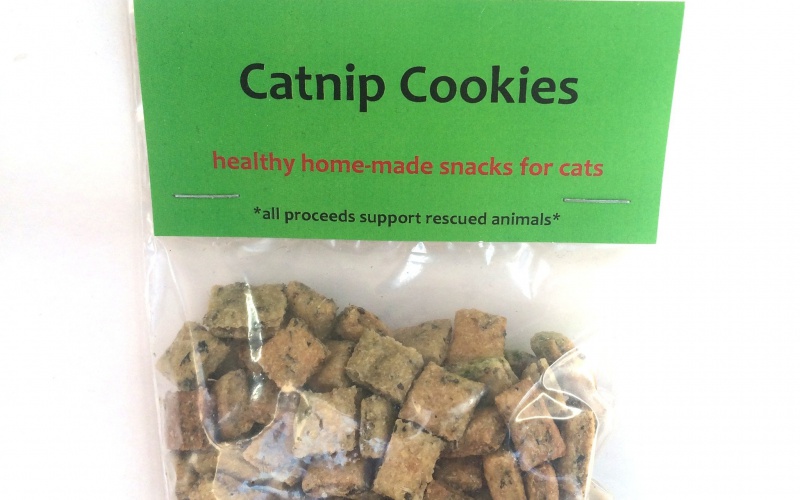 Catnip Cookies
healthy home-made snacks for cats
*all proceeds support rescued animals*